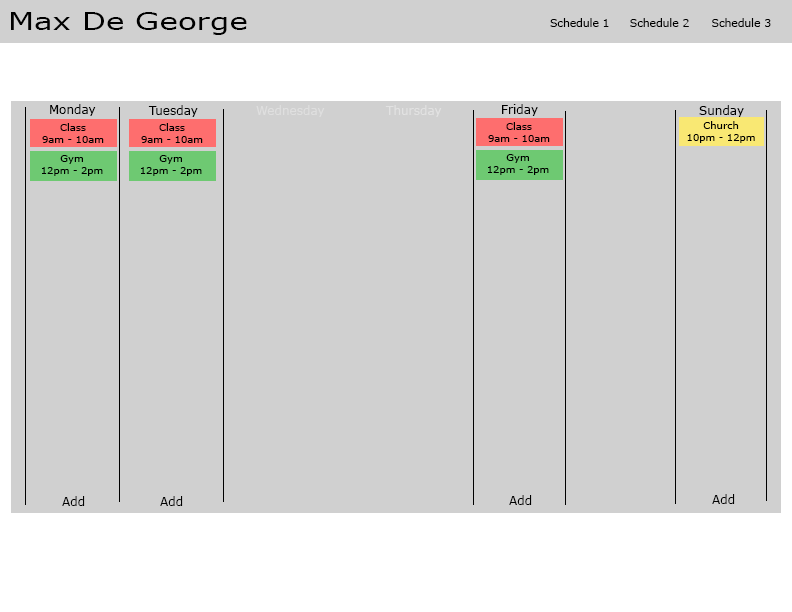 Max De George
Schedule 1 Schedule 2 Schedule 3
Monday Tuesday Wednesday Thursday Friday Sunday
Class Class Class Church
9am - 10am 9am - 10am 9am - 10am 10pm - 12pm
Gym Gym Gym
12pm - 2pm 12pm - 2pm 12pm - 2pm
Add Add Add Add